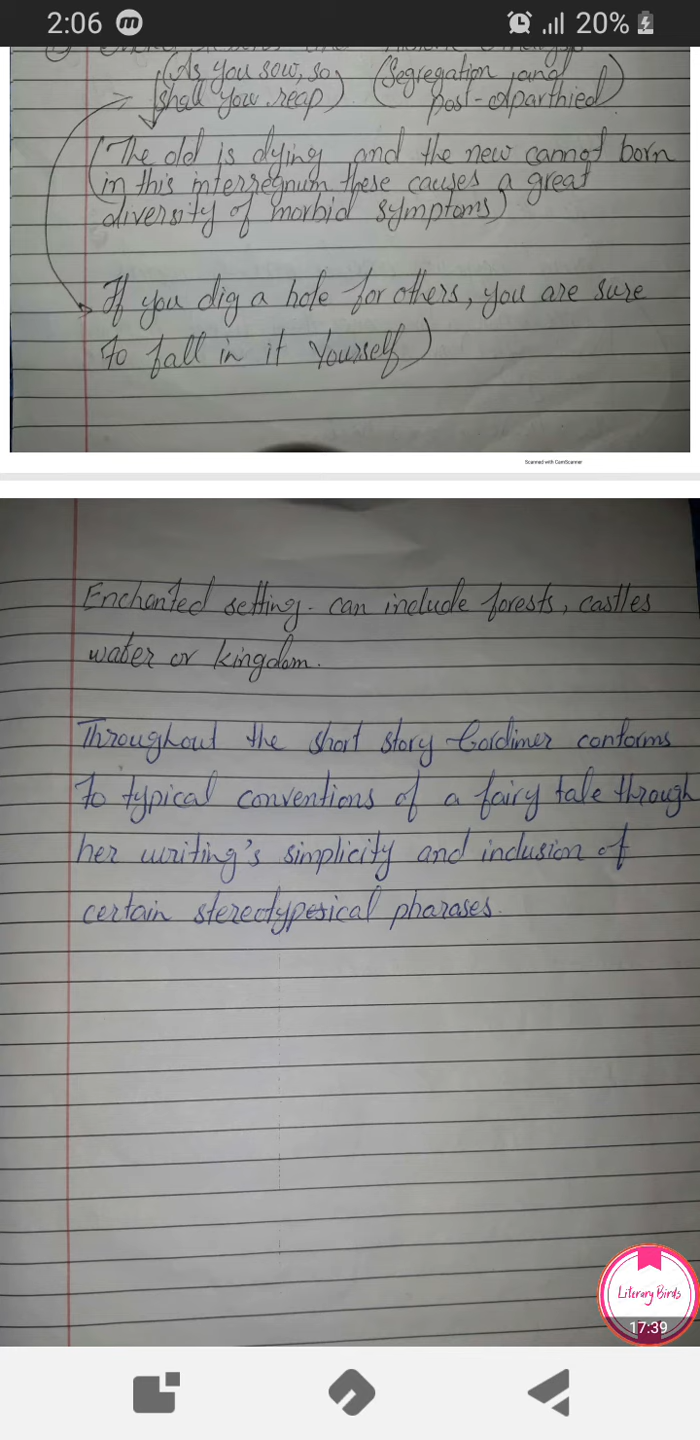 2:06
20%
(As you sow, so (Segregation and
shall you reap) post-aparthied)
(The old is dying and the new cannot born
in this interregnum these causes a great
diversity of morbid symptoms)
If you dig a hole for others, you are sure
to fall in it yourself)
Scanned with CamScanner
Enchanted setting - can include forests, castles
water or kingdom.
Throughout the short story Gordimer conforms
to typical conventions of a fairy tale through
her writing's simplicity and inclusion of
certain stereotypesical pharases.
Literary Birds
17:39